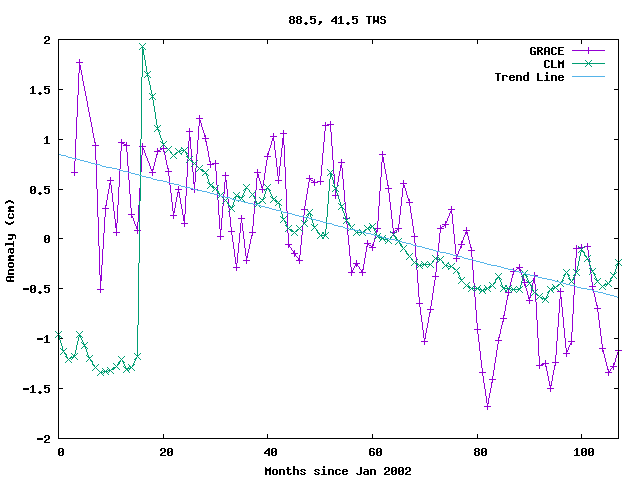 88.5, 41.5 TWS
GRACE
CLM
Trend Line
2
1.5
1
0.5
0
-0.5
-1
-1.5
-2
Anomaly (cm)
0 20 40 60 80 100
Months since Jan 2002